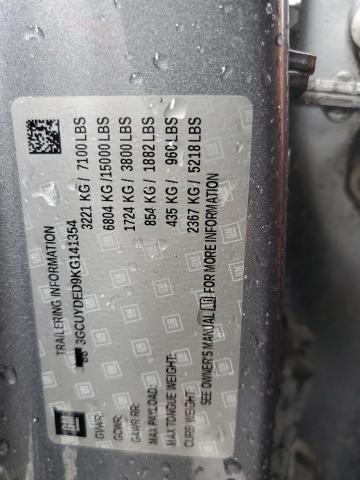 GM TRAILERING INFORMATION
3GCUYDED9KG141354
GVWR: 3221 KG / 7100 LBS
GCWR: 6804 KG /15000 LBS
GAWR RR: 1724 KG / 3800 LBS
MAX PAYLOAD: 854 KG / 1882 LBS
MAX TONGUE WEIGHT: 435 KG / 960 LBS
CURB WEIGHT: 2367 KG / 5218 LBS
SEE OWNER'S MANUAL FOR MORE INFORMATION